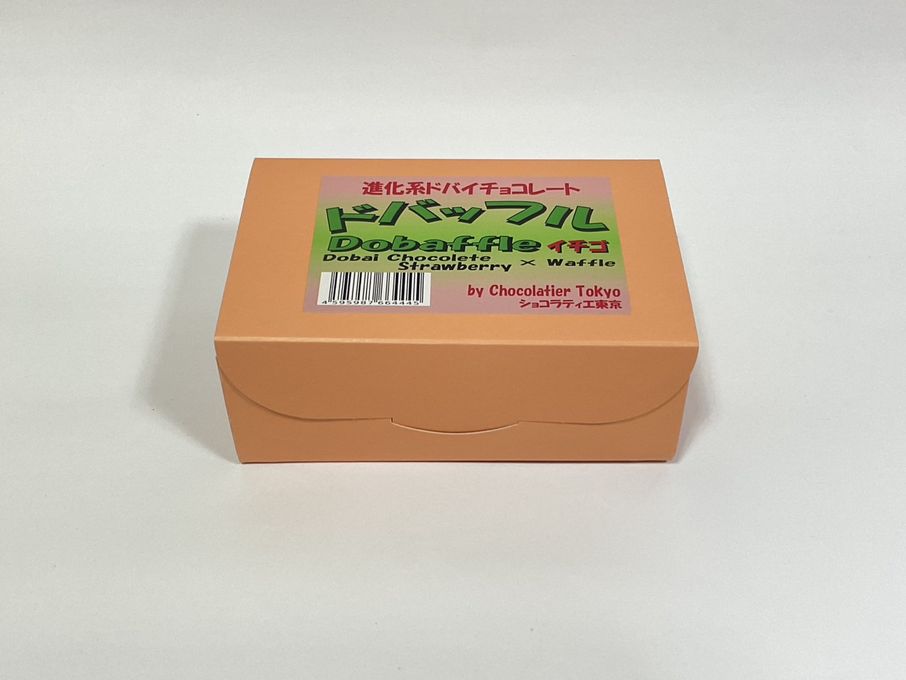 進化系ドバイチョコレート
ドバッフル
Dobaffle イチゴ
Dobai Chocolete
Strawberry × Waffle
4595987664445
by Chocolatier Tokyo
ショコラティエ東京